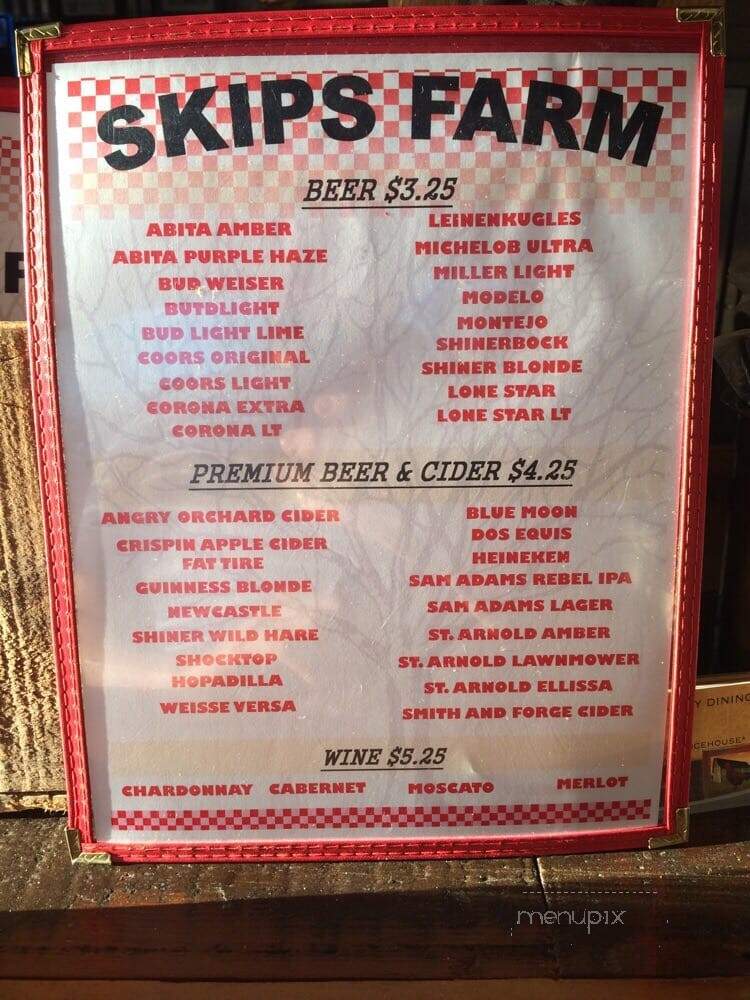 SKIPS FARM
BEER $3.25
ABITA AMBER
ABITA PURPLE HAZE
BUD WEISER
BUTDLIGHT
BUD LIGHT LIME
COORS ORIGINAL
COORS LIGHT
CORONA EXTRA
CORONA LT
LEINENKUGLES
MICHELOB ULTRA
MILLER LIGHT
MODELO
MONTEJO
SHINERBOCK
SHINER BLONDE
LONE STAR
LONE STAR LT
PREMIUM BEER & CIDER $4.25
ANGRY ORCHARD CIDER
CRISPIN APPLE CIDER
FAT TIRE
GUINNESS BLONDE
NEWCASTLE
SHINER WILD HARE
SHOCKTOP
HOPADILLA
WEISSE VERSA
BLUE MOON
DOS EQUIS
HEINEKEN
SAM ADAMS REBEL IPA
SAM ADAMS LAGER
ST. ARNOLD AMBER
ST. ARNOLD LAWNMOWER
ST. ARNOLD ELLISSA
SMITH AND FORGE CIDER
WINE $5.25
CHARDONNAY CABERNET MOSCATO MERLOT
DINING
menupix